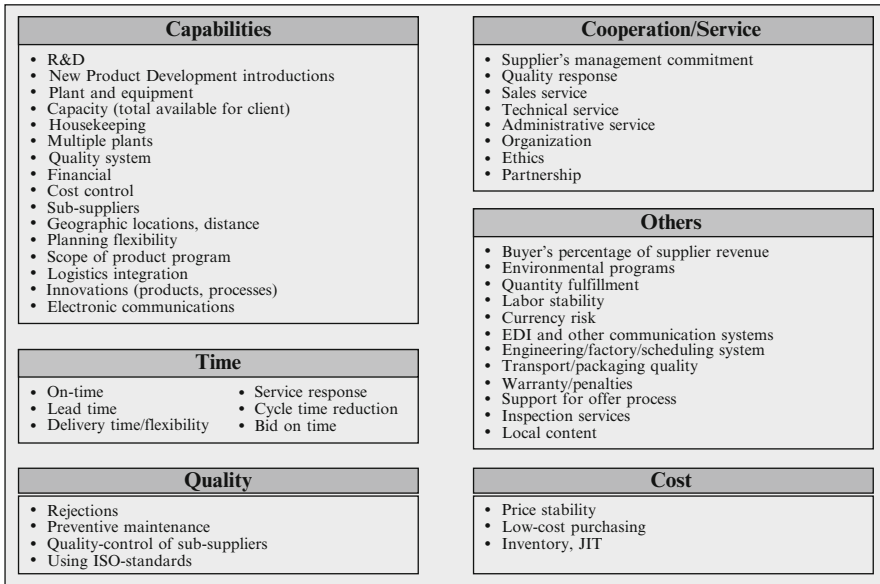 Capabilities
• R&D
• New Product Development introductions
• Plant and equipment
• Capacity (total available for client)
• Housekeeping
• Multiple plants
• Quality system
• Financial
• Cost control
• Sub-suppliers
• Geographic locations, distance
• Planning flexibility
• Scope of product program
• Logistics integration
• Innovations (products, processes)
• Electronic communications
Time
• On-time
• Lead time
• Delivery time/flexibility
• Service response
• Cycle time reduction
• Bid on time
Quality
• Rejections
• Preventive maintenance
• Quality-control of sub-suppliers
• Using ISO-standards
Cooperation/Service
• Supplier's management commitment
• Quality response
• Sales service
• Technical service
• Administrative service
• Organization
• Ethics
• Partnership
Others
• Buyer's percentage of supplier revenue
• Environmental programs
• Quantity fulfillment
• Labor stability
• Currency risk
• EDI and other communication systems
• Engineering/factory/scheduling system
• Transport/packaging quality
• Warranty/penalties
• Support for offer process
• Inspection services
• Local content
Cost
• Price stability
• Low-cost purchasing
• Inventory, JIT